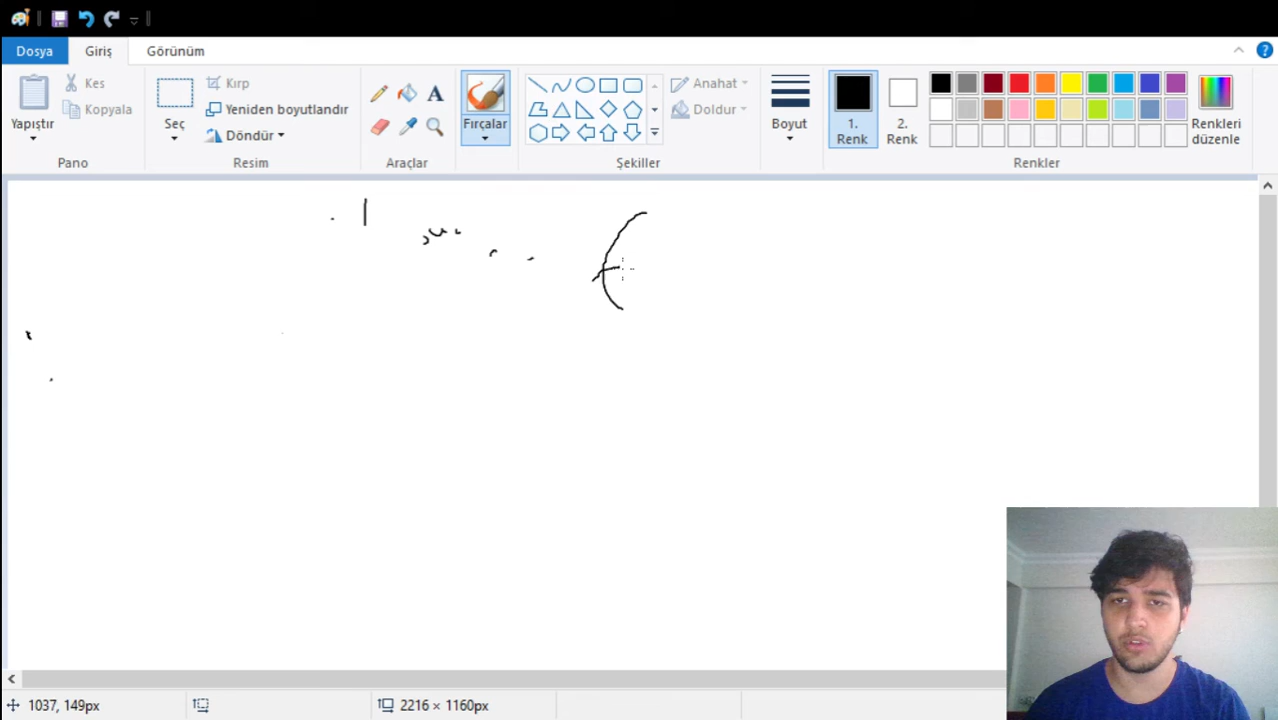 Dosya Giriş Görünüm
Yapıştır
Kes
Kopyala
Pano
Seç
Kırp
Yeniden boyutlandır
Döndür
Resim
A
Araçlar
Fırçalar
Şekiller
Anahat
Doldur
Boyut
1.
Renk
2.
Renk
Renkleri
düzenle
Renkler
1037, 149px
2216 × 1160px